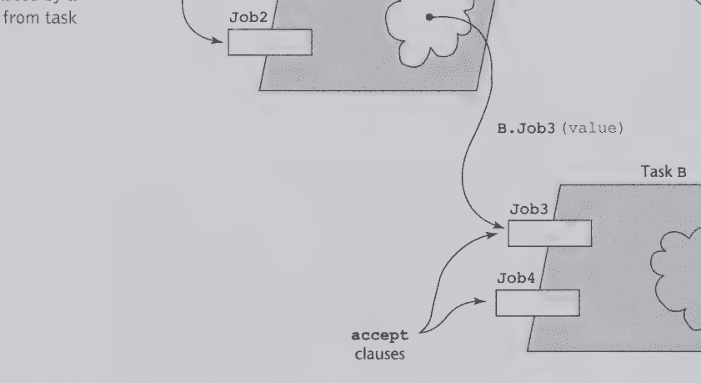 from task
Job2
B.Job3 (value)
Task B
Job3
Job4
accept
clauses